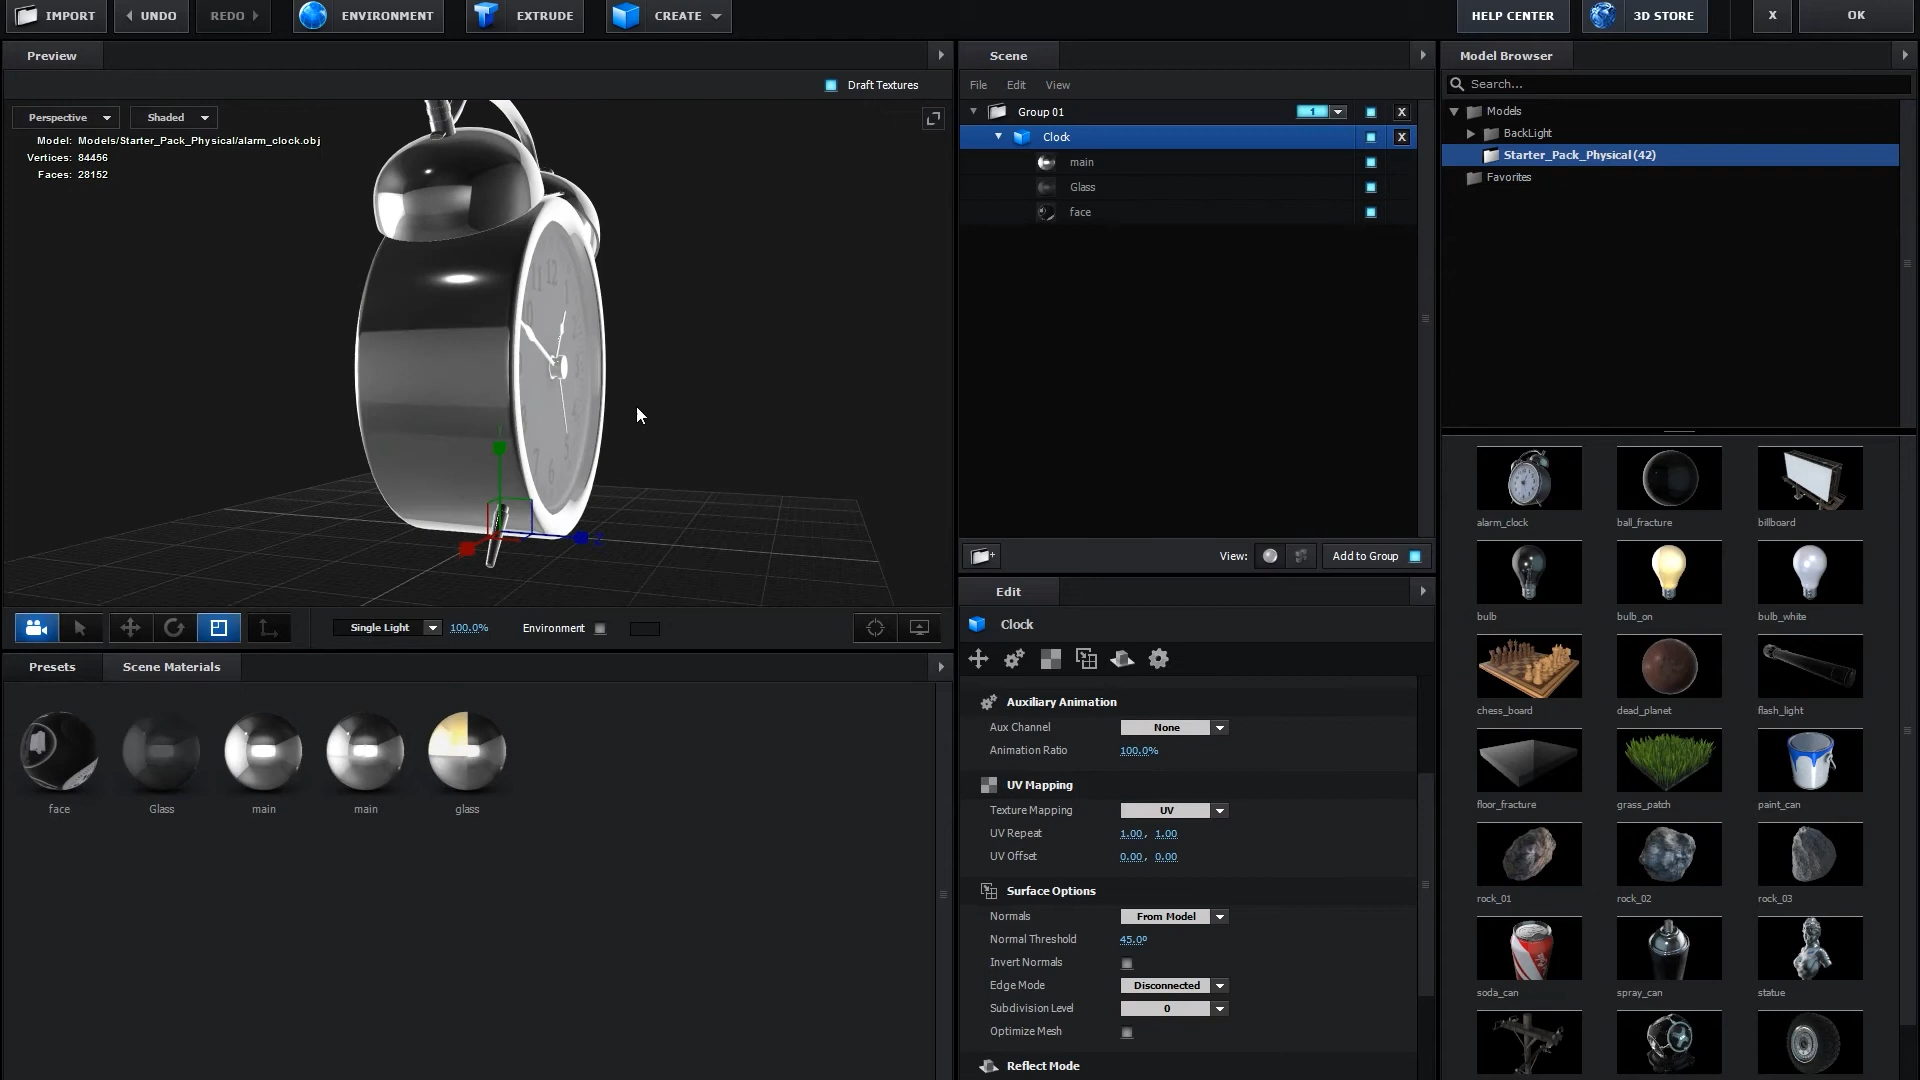 IMPORT UNDO REDO ENVIRONMENT EXTRUDE CREATE HELP CENTER 3D STORE X OK
Preview
Draft Textures
Perspective Shaded
Model: Models/Starter_Pack_Physical/alarm_clock.obj
Vertices: 84456
Faces: 28152
Single Light 100.0% Environment
Presets Scene Materials
face Glass main main glass
Scene
File Edit View
Group 01 1 X
Clock X
main
Glass
face
View: Add to Group
Edit
Clock
Auxiliary Animation
Aux Channel None
Animation Ratio 100.0%
UV Mapping
Texture Mapping UV
UV Repeat 1.00, 1.00
UV Offset 0.00, 0.00
Surface Options
Normals From Model
Normal Threshold 45.0º
Invert Normals
Edge Mode Disconnected
Subdivision Level 0
Optimize Mesh
Reflect Mode
Model Browser
Search...
Models
BackLight
Starter_Pack_Physical (42)
Favorites
alarm_clock ball_fracture billboard
bulb bulb_on bulb_white
chess_board dead_planet flash_light
floor_fracture grass_patch paint_can
rock_01 rock_02 rock_03
soda_can spray_can statue